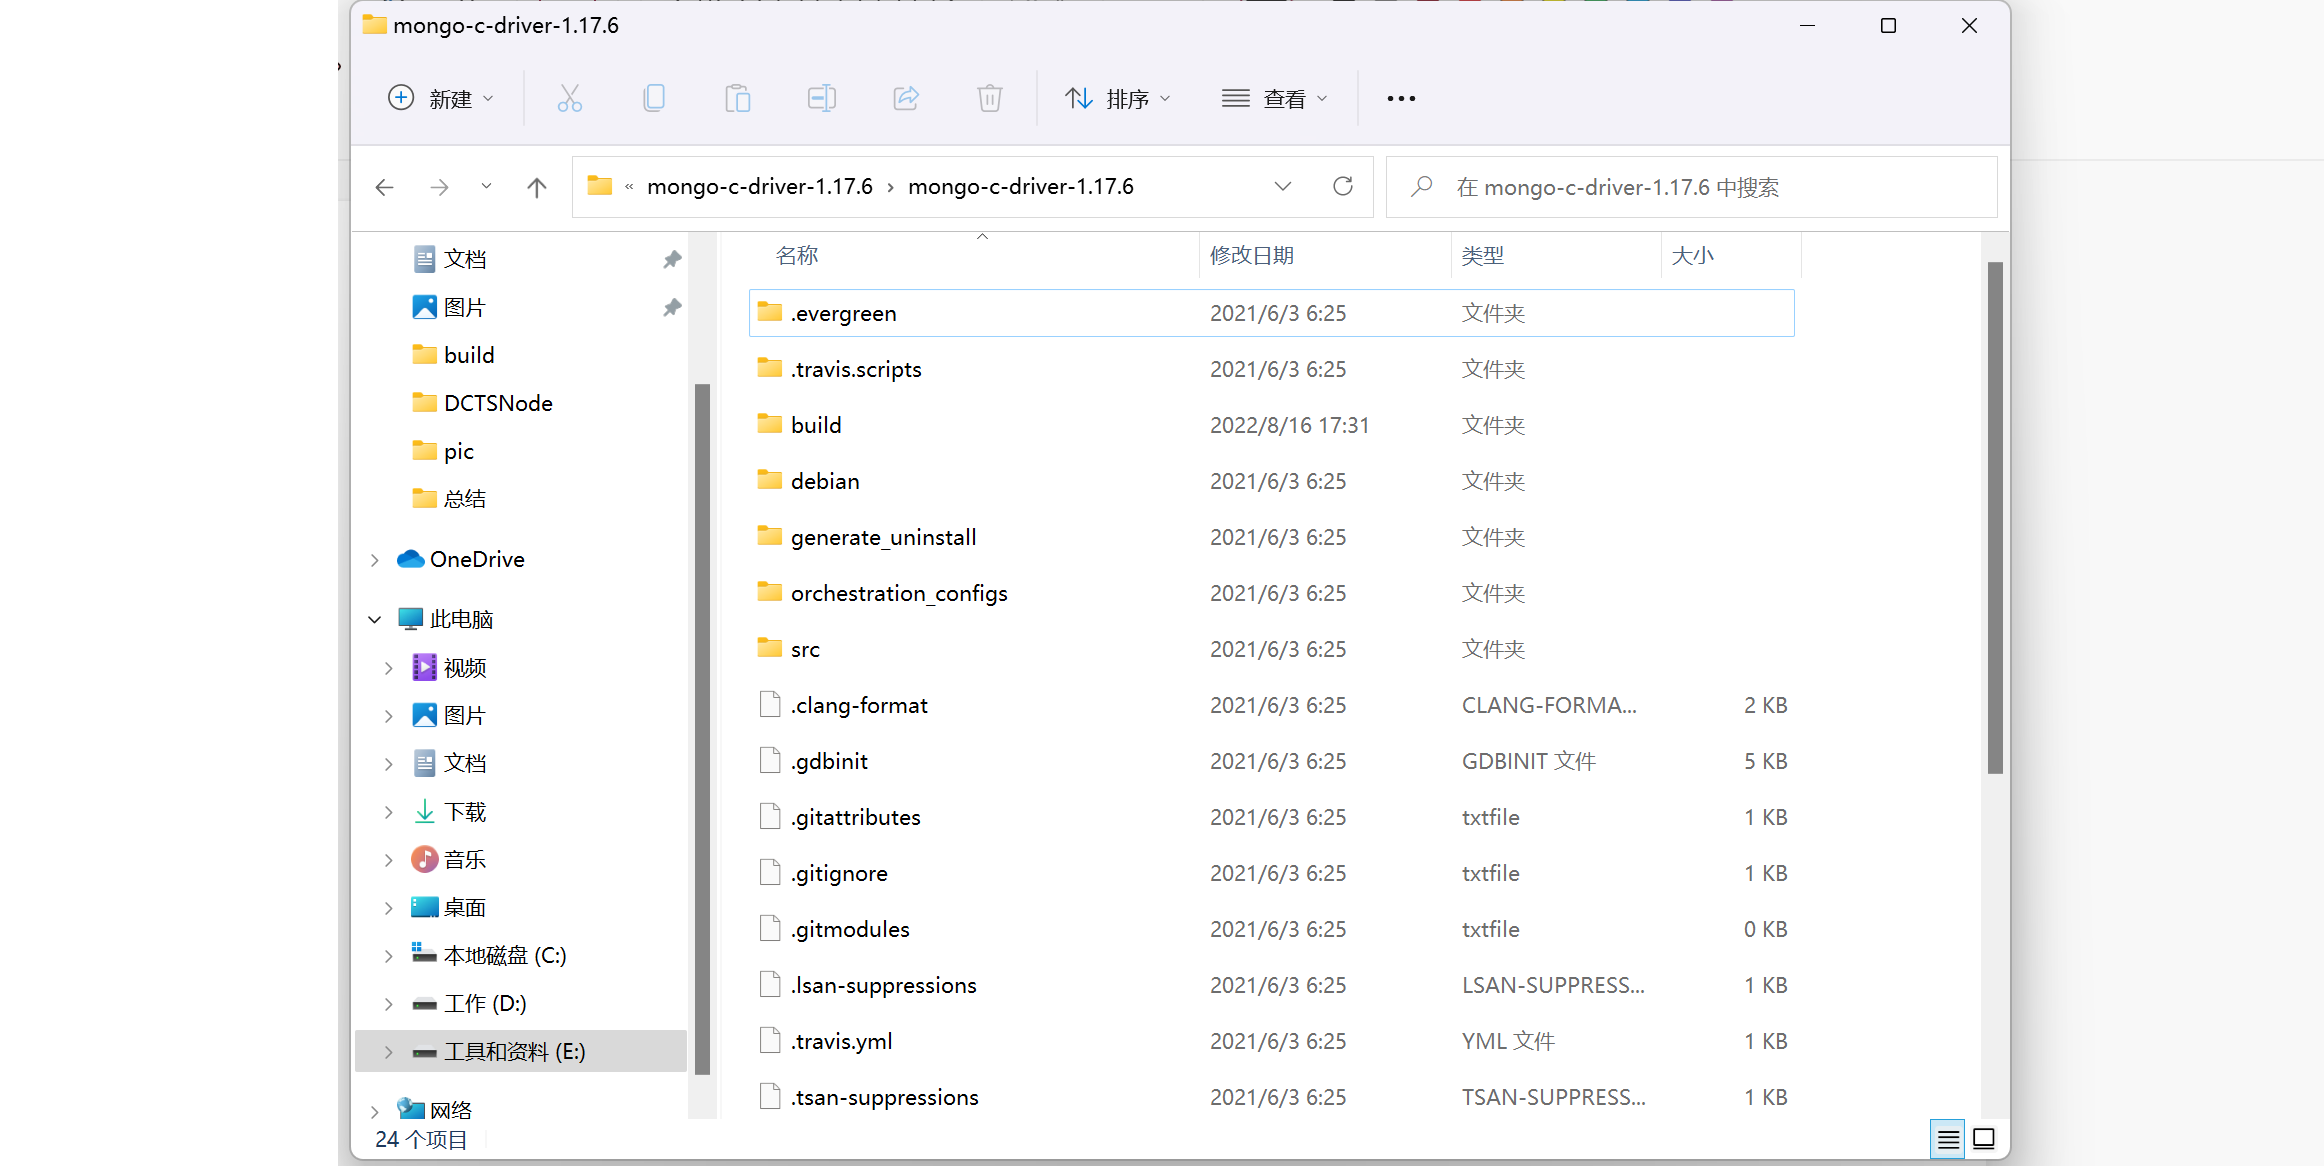 mongo-c-driver-1.17.6
新建
排序
查看
« mongo-c-driver-1.17.6 › mongo-c-driver-1.17.6
在 mongo-c-driver-1.17.6 中搜索
文档
图片
build
DCTSNode
pic
总结
OneDrive
此电脑
视频
图片
文档
下载
音乐
桌面
本地磁盘 (C:)
工作 (D:)
工具和资料 (E:)
网络
名称 修改日期 类型 大小
.evergreen 2021/6/3 6:25 文件夹
.travis.scripts 2021/6/3 6:25 文件夹
build 2022/8/16 17:31 文件夹
debian 2021/6/3 6:25 文件夹
generate_uninstall 2021/6/3 6:25 文件夹
orchestration_configs 2021/6/3 6:25 文件夹
src 2021/6/3 6:25 文件夹
.clang-format 2021/6/3 6:25 CLANG-FORMA... 2 KB
.gdbinit 2021/6/3 6:25 GDBINIT 文件 5 KB
.gitattributes 2021/6/3 6:25 txtfile 1 KB
.gitignore 2021/6/3 6:25 txtfile 1 KB
.gitmodules 2021/6/3 6:25 txtfile 0 KB
.lsan-suppressions 2021/6/3 6:25 LSAN-SUPPRESS... 1 KB
.travis.yml 2021/6/3 6:25 YML 文件 1 KB
.tsan-suppressions 2021/6/3 6:25 TSAN-SUPPRESS... 1 KB
24 个项目